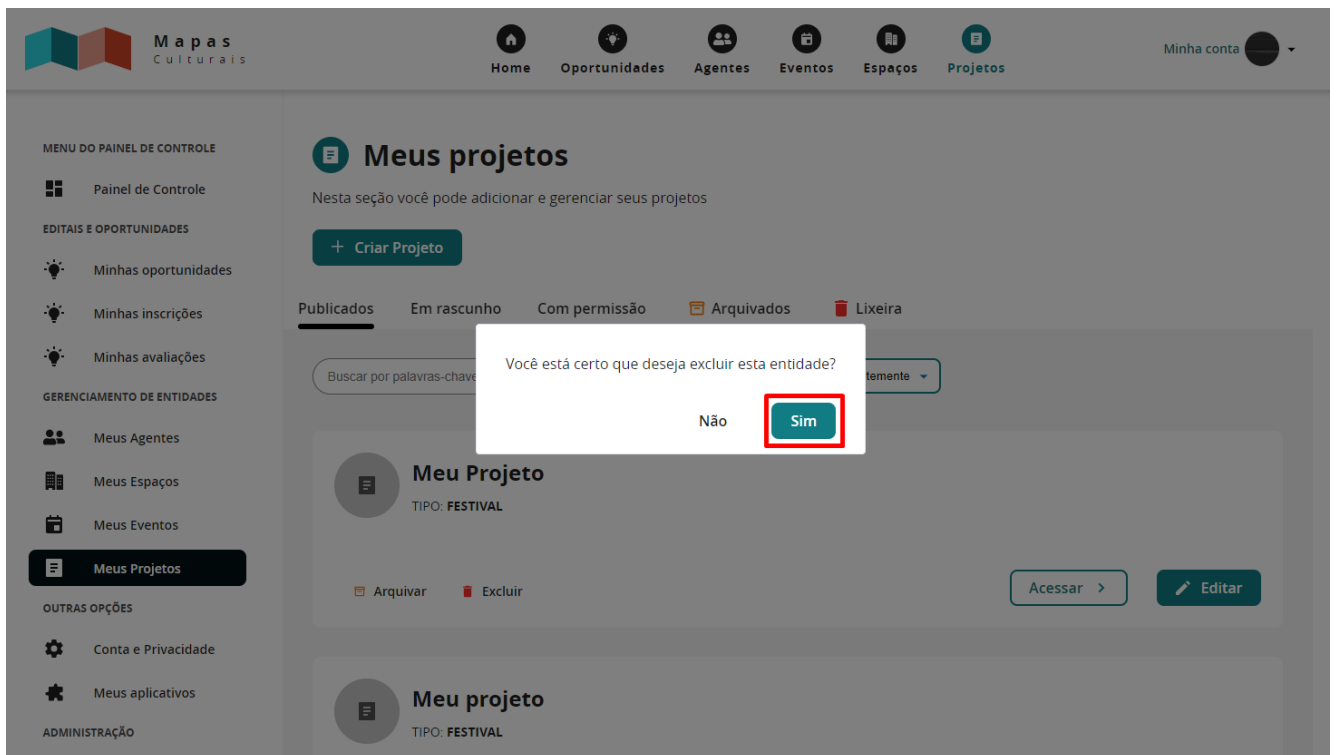 Mapas
Culturais
Home
Oportunidades
Agentes
Eventos
Espaços
Projetos
Minha conta
MENU DO PAINEL DE CONTROLE
Painel de Controle
EDITAIS E OPORTUNIDADES
Minhas oportunidades
Minhas inscrições
Minhas avaliações
GERENCIAMENTO DE ENTIDADES
Meus Agentes
Meus Espaços
Meus Eventos
Meus Projetos
OUTRAS OPÇÕES
Conta e Privacidade
Meus aplicativos
ADMINISTRAÇÃO
Meus projetos
Nesta seção você pode adicionar e gerenciar seus projetos
+ Criar Projeto
Publicados
Em rascunho
Com permissão
Arquivados
Lixeira
Buscar por palavras-chave
temente
Você está certo que deseja excluir esta entidade?
Não
Sim
Meu Projeto
TIPO: FESTIVAL
Arquivar
Excluir
Acessar >
Editar
Meu projeto
TIPO: FESTIVAL